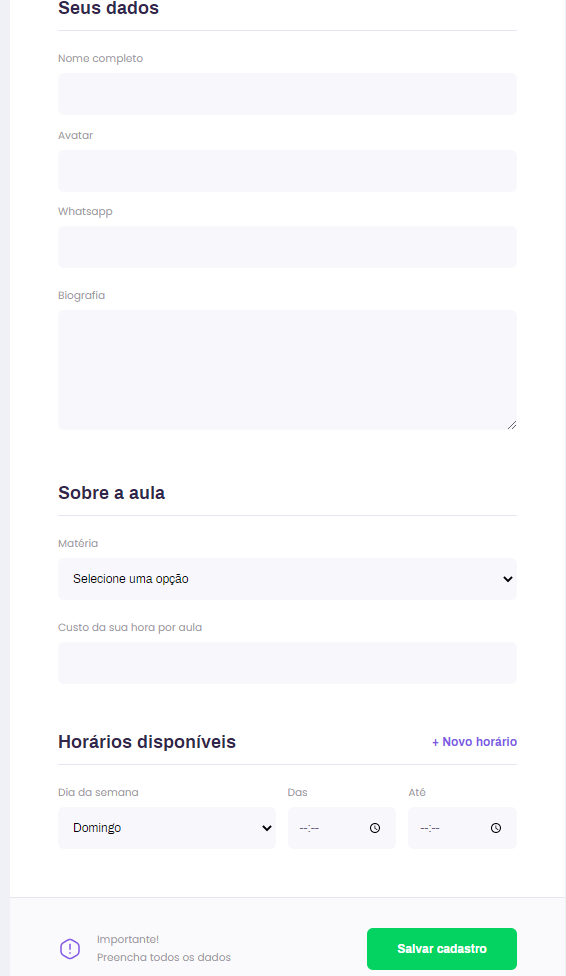 Seus dados
Nome completo
Avatar
Whatsapp
Biografia
Sobre a aula
Matéria
Selecione uma opção
Custo da sua hora por aula
Horários disponíveis + Novo horário
Dia da semana Das Até
Domingo --:-- --:--
Importante!
Preencha todos os dados
Salvar cadastro